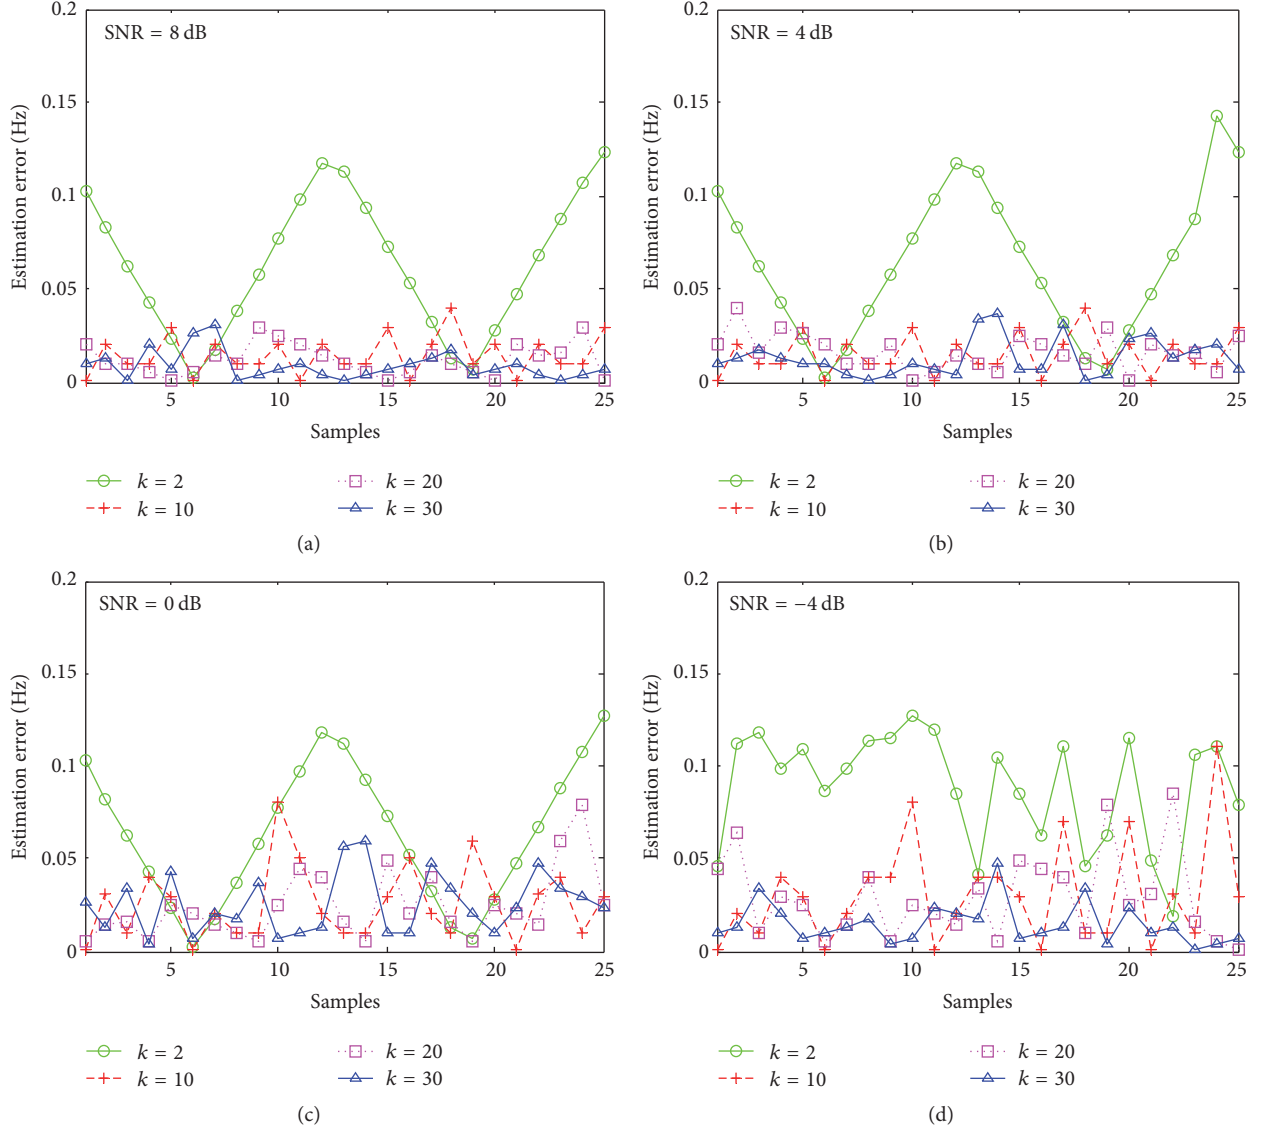 0.2
SNR = 8 dB
0.15
0.1
0.05
0
Estimation error (Hz)
5 10 15 20 25
Samples
k = 2
k = 20
k = 10
k = 30
(a)
0.2
SNR = 4 dB
0.15
0.1
0.05
0
Estimation error (Hz)
5 10 15 20 25
Samples
k = 2
k = 20
k = 10
k = 30
(b)
0.2
SNR = 0 dB
0.15
0.1
0.05
0
Estimation error (Hz)
5 10 15 20 25
Samples
k = 2
k = 20
k = 10
k = 30
(c)
0.2
SNR = −4 dB
0.15
0.1
0.05
0
Estimation error (Hz)
5 10 15 20 25
Samples
k = 2
k = 20
k = 10
k = 30
(d)